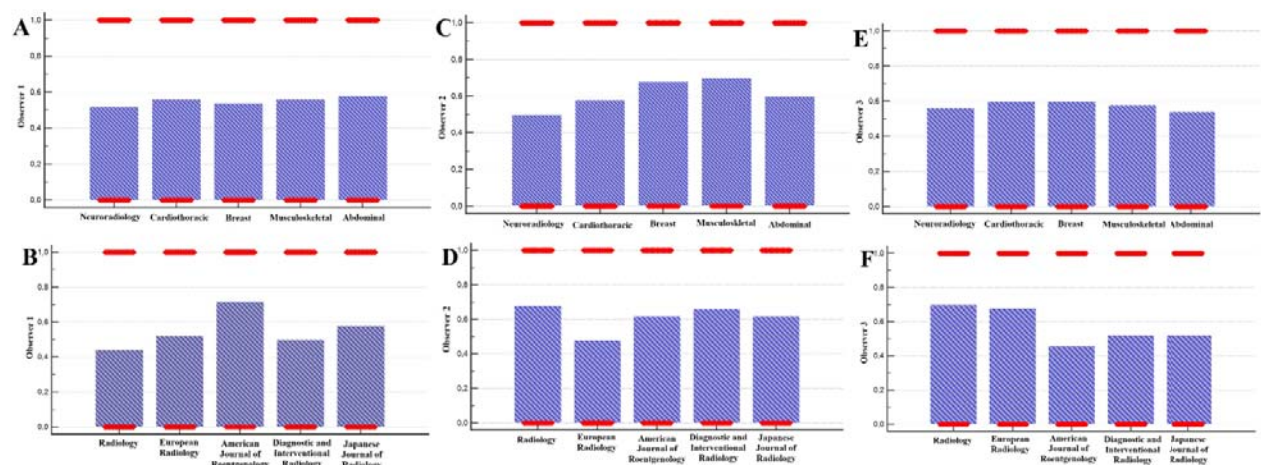 A
Observer 1
1,0
0,8
0,6
0,4
0,2
0,0
Neuroradiology Cardiothoracic Breast Musculoskeletal Abdominal
B
Observer 1
1,0
0,8
0,6
0,4
0,2
0,0
Radiology
European
Radiology
American
Journal of
Roentgenology
Diagnostic and
Interventional
Radiology
Japanese
Journal of
Radiology
C
Observer 2
1,0
0,8
0,6
0,4
0,2
0,0
Neuroradiology Cardiothoracic Breast Musculoskletal Abdominal
D
Observer 2
1,0
0,8
0,6
0,4
0,2
0,0
Radiology
European
Radiology
American
Journal of
Roentgenology
Diagnostic and
Interventional
Radiology
Japanese
Journal of
Radiology
E
Observer 3
1,0
0,8
0,6
0,4
0,2
0,0
Neuroradiology Cardiothoracic Breast Musculoskeletal Abdominal
F
Observer 3
1,0
0,8
0,6
0,4
0,2
0,0
Radiology
European
Radiology
American
Journal of
Roentgenology
Diagnostic and
Interventional
Radiology
Japanese
Journal of
Radiology